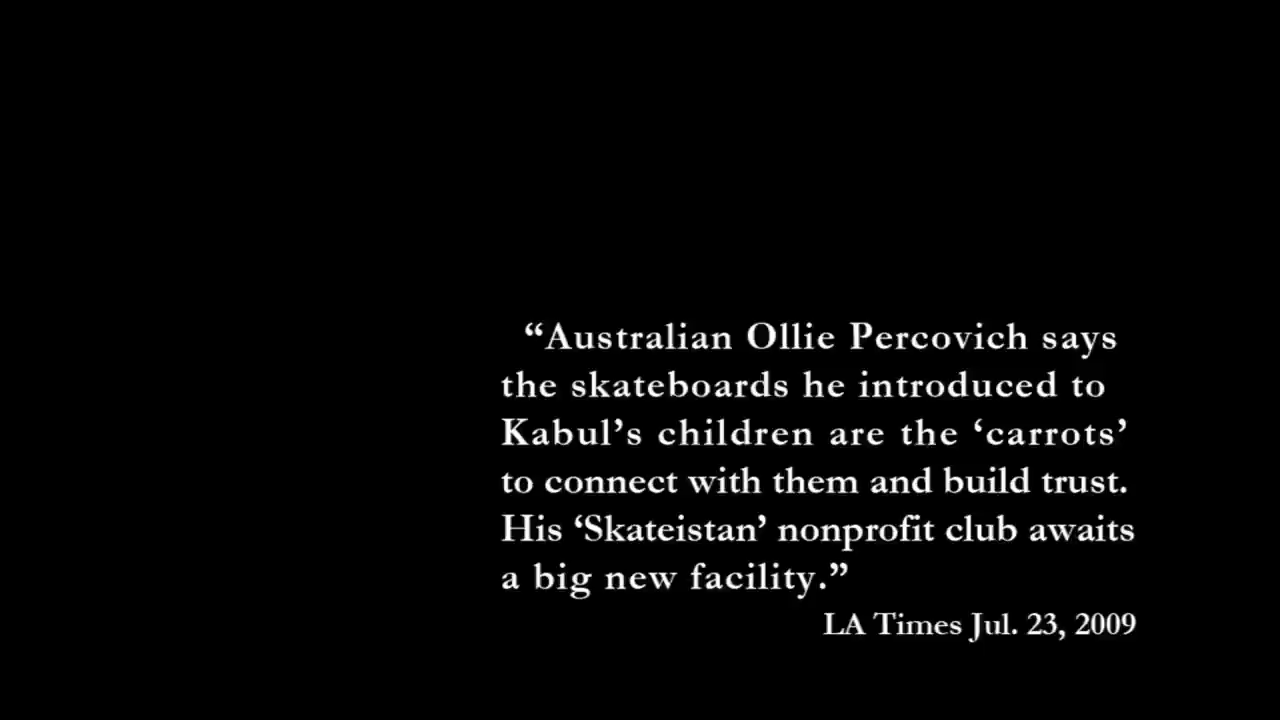 “Australian Ollie Percovich says
the skateboards he introduced to
Kabul’s children are the ‘carrots’
to connect with them and build trust.
His ‘Skateistan’ nonprofit club awaits
a big new facility.”
LA Times Jul. 23, 2009